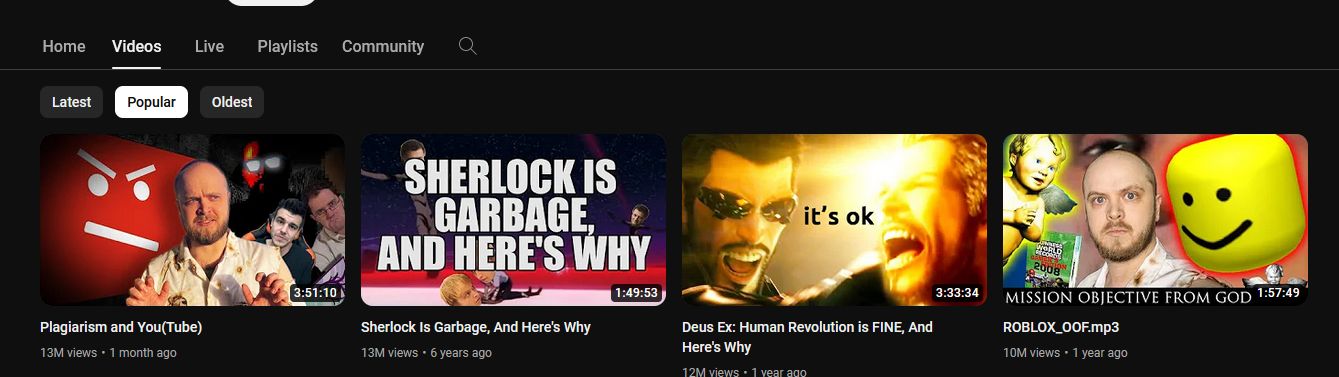 Home Videos Live Playlists Community
Latest Popular Oldest
SHERLOCK IS
GARBAGE,
AND HERE'S WHY
it's ok
GUINNESS
WORLD
RECORDS
2008
MISSION OBJECTIVE FROM GOD
3:51:10
1:49:53
3:33:34
1:57:49
Plagiarism and You(Tube)
13M views • 1 month ago
Sherlock Is Garbage, And Here's Why
13M views • 6 years ago
Deus Ex: Human Revolution is FINE, And
Here's Why
12M views • 1 year ago
ROBLOX_OOF.mp3
10M views • 1 year ago